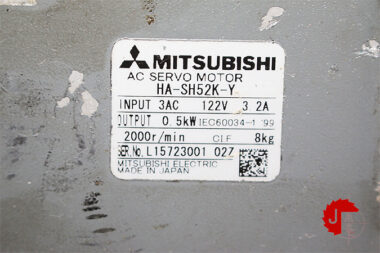 MITSUBISHI
AC SERVO MOTOR
HA-SH52K-Y
INPUT 3AC 122V 3.2A
OUTPUT 0.5kW IEC60034-1 '99
2000r/min Cl.F 8kg
SER.No. L15723001 027
MITSUBISHI ELECTRIC
MADE IN JAPAN